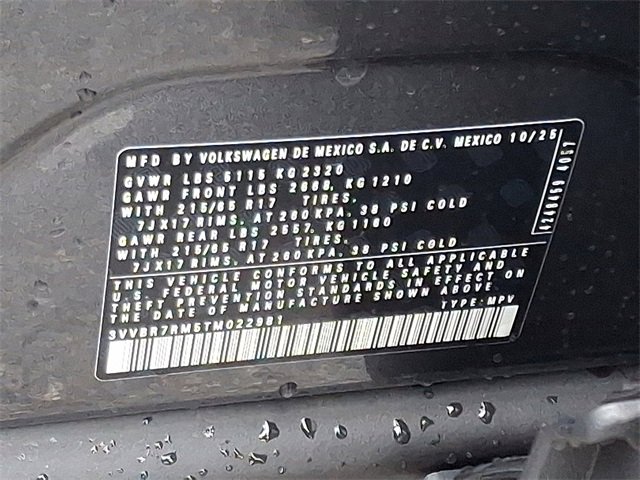 MFD BY VOLKSWAGEN DE MEXICO S.A. DE C.V. MEXICO 10/25
GVWR LBS 5115 KG 2320
GAWR FRONT LBS 2668, KG 1210
WITH 215/65 R17 TIRES.
7JX17 RIMS, AT 260 KPA, 38 PSI COLD
GAWR REAR LBS 2557, KG 1160
WITH 215/65 R17 TIRES.
7JX17 RIMS, AT 260 KPA, 38 PSI COLD
THIS VEHICLE CONFORMS TO ALL APPLICABLE
U.S. FEDERAL MOTOR VEHICLE SAFETY AND
THEFT PREVENTION STANDARDS IN EFFECT ON
THE DATE OF MANUFACTURE SHOWN ABOVE.
3VVBR7RM5TM022981 TYPE: MPV